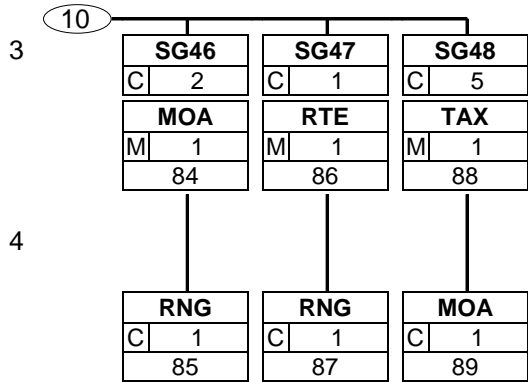 10
3
SG46 SG47 SG48
C 2 C 1 C 5
MOA RTE TAX
M 1 M 1 M 1
84 86 88
4
RNG RNG MOA
C 1 C 1 C 1
85 87 89